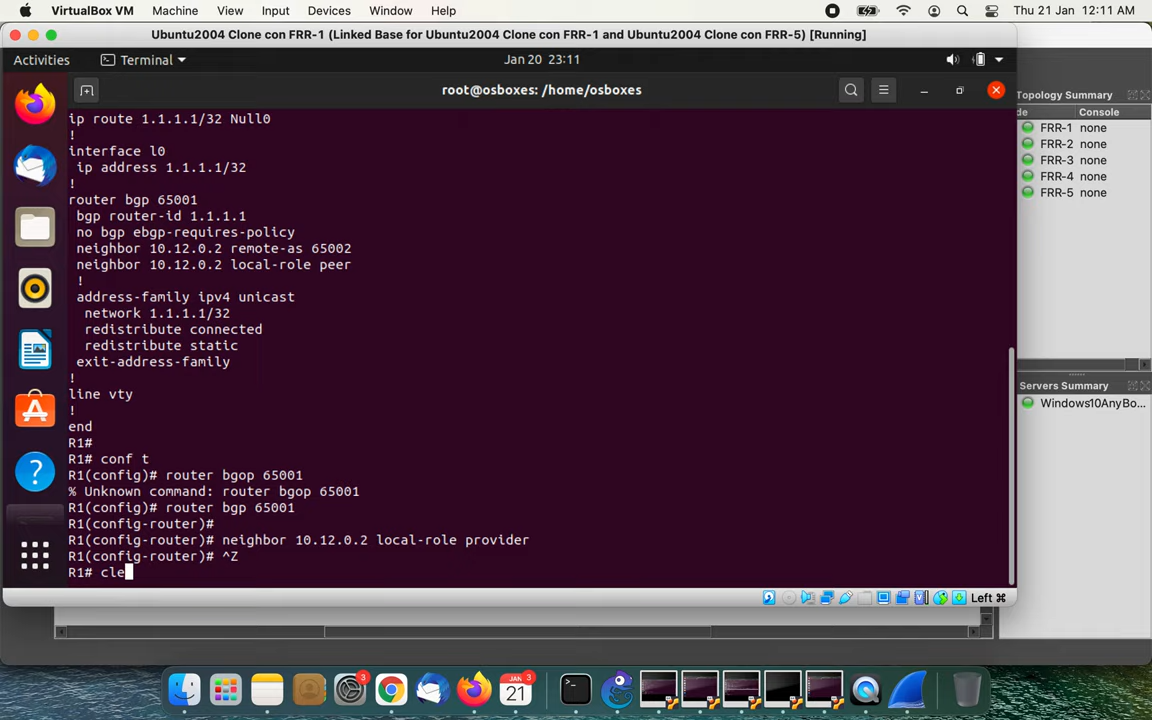 VirtualBox VM Machine View Input Devices Window Help
Thu 21 Jan 12:11 AM
Ubuntu2004 Clone con FRR-1 (Linked Base for Ubuntu2004 Clone con FRR-1 and Ubuntu2004 Clone con FRR-5) [Running]
Activities Terminal Jan 20 23:11
root@osboxes: /home/osboxes
ip route 1.1.1.1/32 Null0
!
interface l0
ip address 1.1.1.1/32
!
router bgp 65001
bgp router-id 1.1.1.1
no bgp ebgp-requires-policy
neighbor 10.12.0.2 remote-as 65002
neighbor 10.12.0.2 local-role peer
!
address-family ipv4 unicast
network 1.1.1.1/32
redistribute connected
redistribute static
exit-address-family
!
line vty
!
end
R1#
R1# conf t
R1(config)# router bgop 65001
% Unknown command: router bgop 65001
R1(config)# router bgp 65001
R1(config-router)#
R1(config-router)# neighbor 10.12.0.2 local-role provider
R1(config-router)# ^Z
R1# cle
Left ⌘
Topology Summary
de Console
FRR-1 none
FRR-2 none
FRR-3 none
FRR-4 none
FRR-5 none
Servers Summary
Windows10AnyBo...
3
JAN
21
3